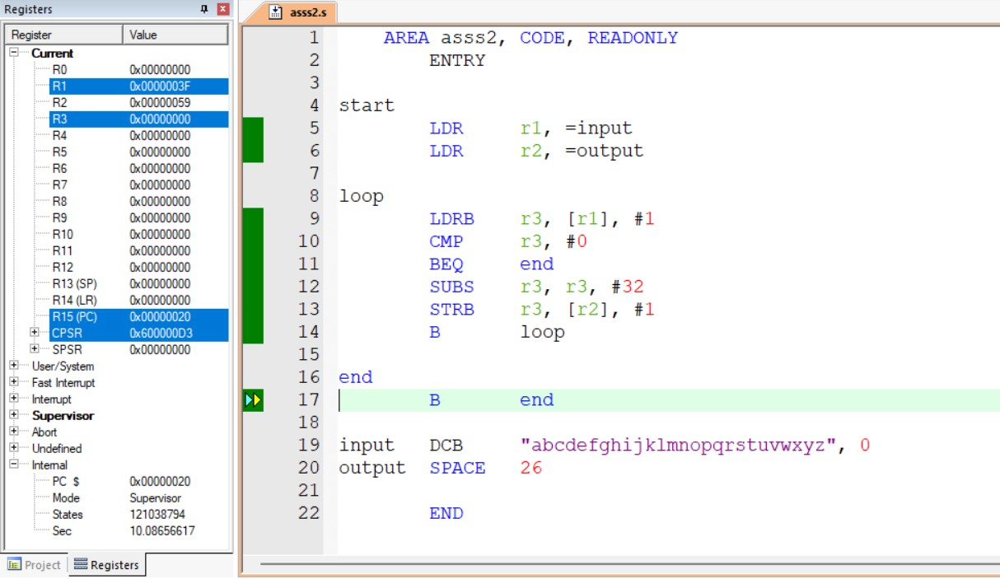 Registers
Register Value
Current
R0 0x00000000
R1 0x0000003F
R2 0x00000059
R3 0x00000000
R4 0x00000000
R5 0x00000000
R6 0x00000000
R7 0x00000000
R8 0x00000000
R9 0x00000000
R10 0x00000000
R11 0x00000000
R12 0x00000000
R13 (SP) 0x00000000
R14 (LR) 0x00000000
R15 (PC) 0x00000020
CPSR 0x600000D3
SPSR 0x00000000
User/System
Fast Interrupt
Interrupt
Supervisor
Abort
Undefined
Internal
PC $ 0x00000020
Mode Supervisor
States 121038794
Sec 10.08656617
Project Registers
asss2.s
1 AREA asss2, CODE, READONLY
2 ENTRY
3
4 start
5 LDR r1, =input
6 LDR r2, =output
7
8 loop
9 LDRB r3, [r1], #1
10 CMP r3, #0
11 BEQ end
12 SUBS r3, r3, #32
13 STRB r3, [r2], #1
14 B loop
15
16 end
17 B end
18
19 input DCB "abcdefghijklmnopqrstuvwxyz", 0
20 output SPACE 26
21
22 END